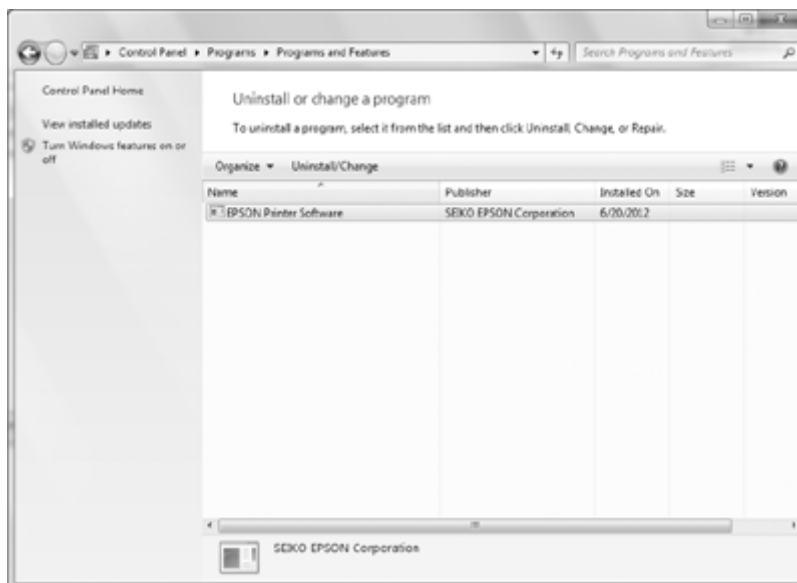 Control Panel Programs Programs and Features Search Programs and Features
Control Panel Home
View installed updates
Turn Windows features on or
off
Uninstall or change a program
To uninstall a program, select it from the list and then click Uninstall, Change, or Repair.
Organize Uninstall/Change
Name Publisher Installed On Size Version
EPSON Printer Software SEIKO EPSON Corporation 6/20/2012
SEIKO EPSON Corporation